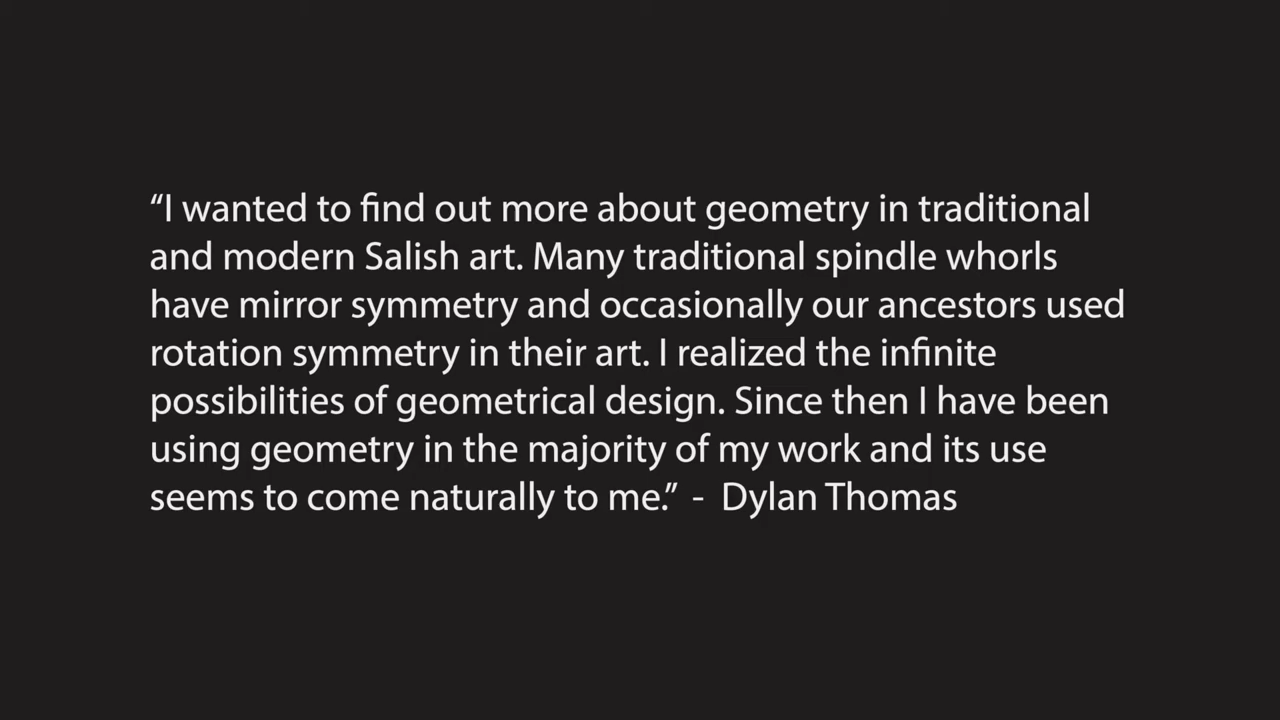 “I wanted to find out more about geometry in traditional
and modern Salish art. Many traditional spindle whorls
have mirror symmetry and occasionally our ancestors used
rotation symmetry in their art. I realized the infinite
possibilities of geometrical design. Since then I have been
using geometry in the majority of my work and its use
seems to come naturally to me.” - Dylan Thomas